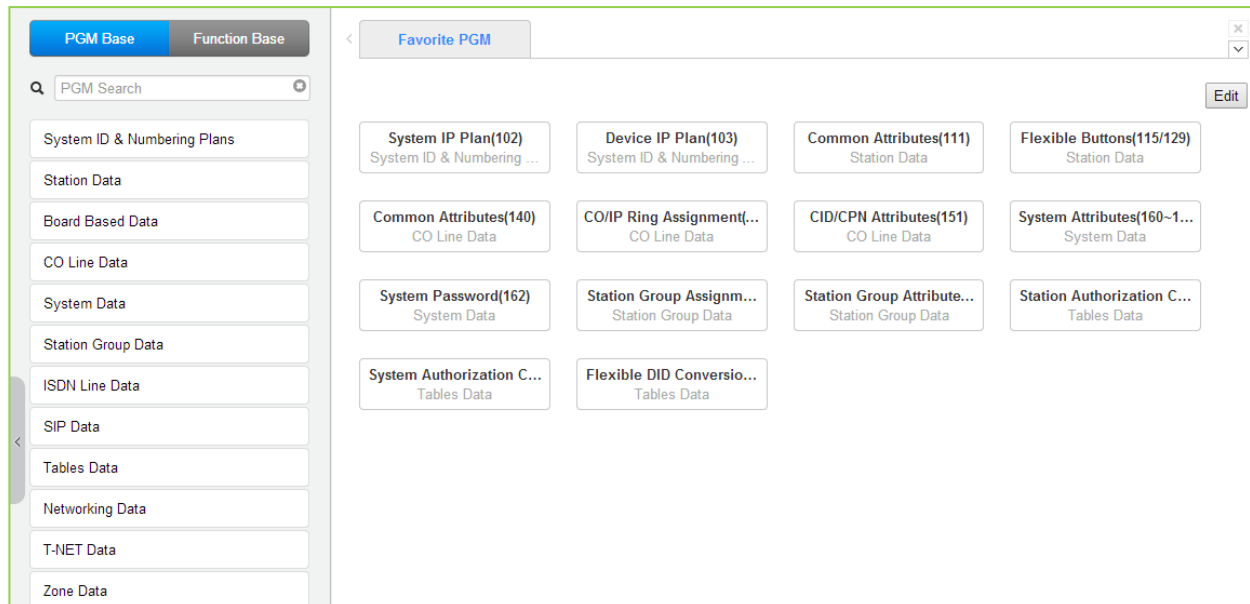 PGM Base
Function Base
PGM Search
System ID & Numbering Plans
Station Data
Board Based Data
CO Line Data
System Data
Station Group Data
ISDN Line Data
SIP Data
Tables Data
Networking Data
T-NET Data
Zone Data
Favorite PGM
Edit
System IP Plan(102)
System ID & Numbering ...
Device IP Plan(103)
System ID & Numbering ...
Common Attributes(111)
Station Data
Flexible Buttons(115/129)
Station Data
Common Attributes(140)
CO Line Data
CO/IP Ring Assignment(...
CO Line Data
CID/CPN Attributes(151)
CO Line Data
System Attributes(160~1...
System Data
System Password(162)
System Data
Station Group Assignm...
Station Group Data
Station Group Attribute...
Station Group Data
Station Authorization C...
Tables Data
System Authorization C...
Tables Data
Flexible DID Conversio...
Tables Data